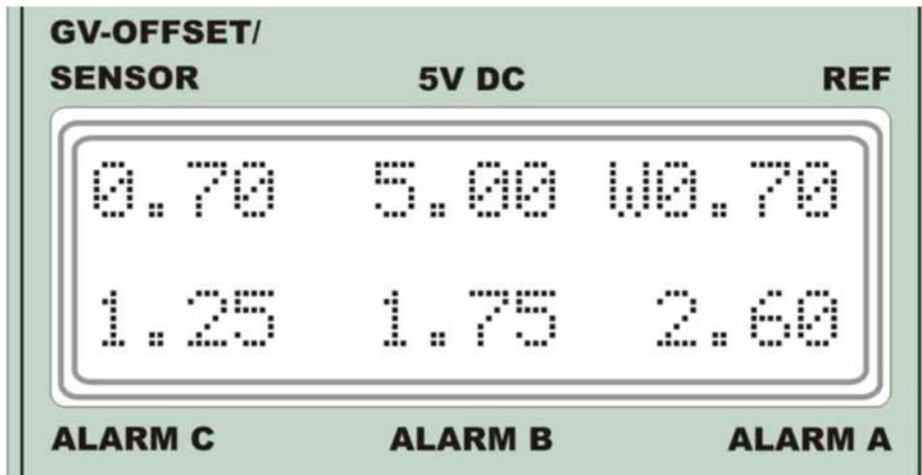 GV-OFFSET/
SENSOR 5V DC REF
0.70 5.00 W0.70
1.25 1.75 2.60
ALARM C ALARM B ALARM A